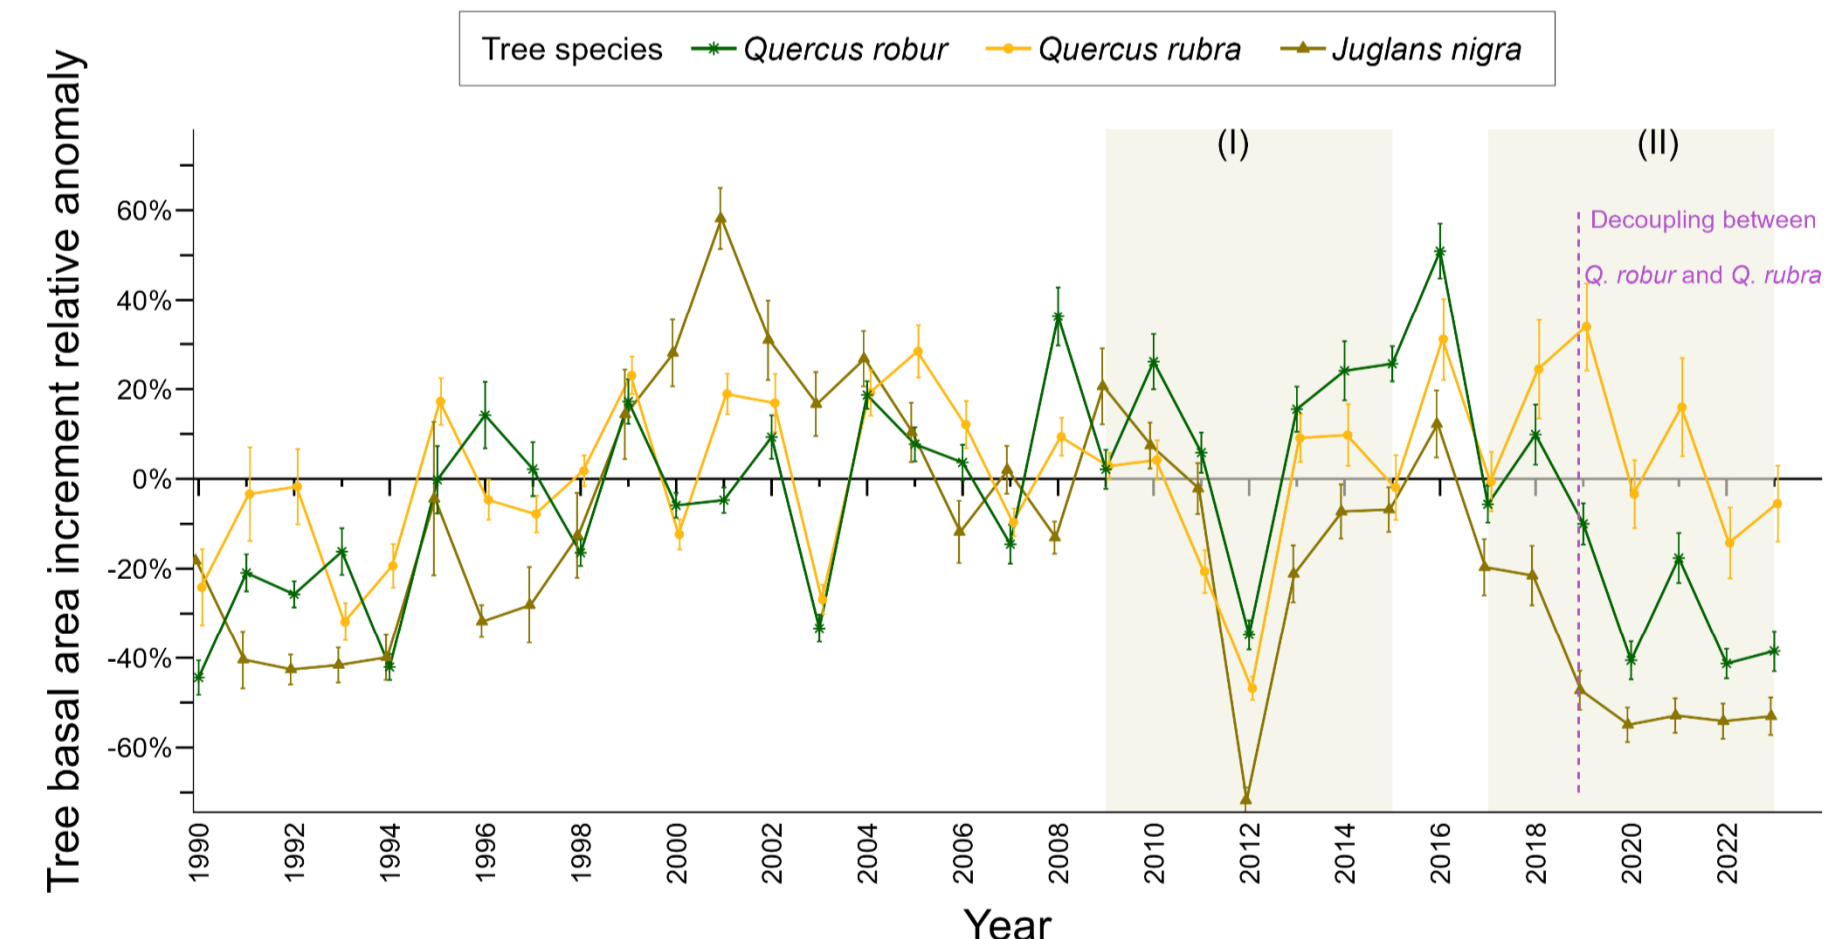 Tree species Quercus robur Quercus rubra Juglans nigra
Tree basal area increment relative anomaly
(I) (II)
60%
40%
20%
0%
-20%
-40%
-60%
Decoupling between
Q. robur and Q. rubra
1990 1992 1994 1996 1998 2000 2002 2004 2006 2008 2010 2012 2014 2016 2018 2020 2022
Year